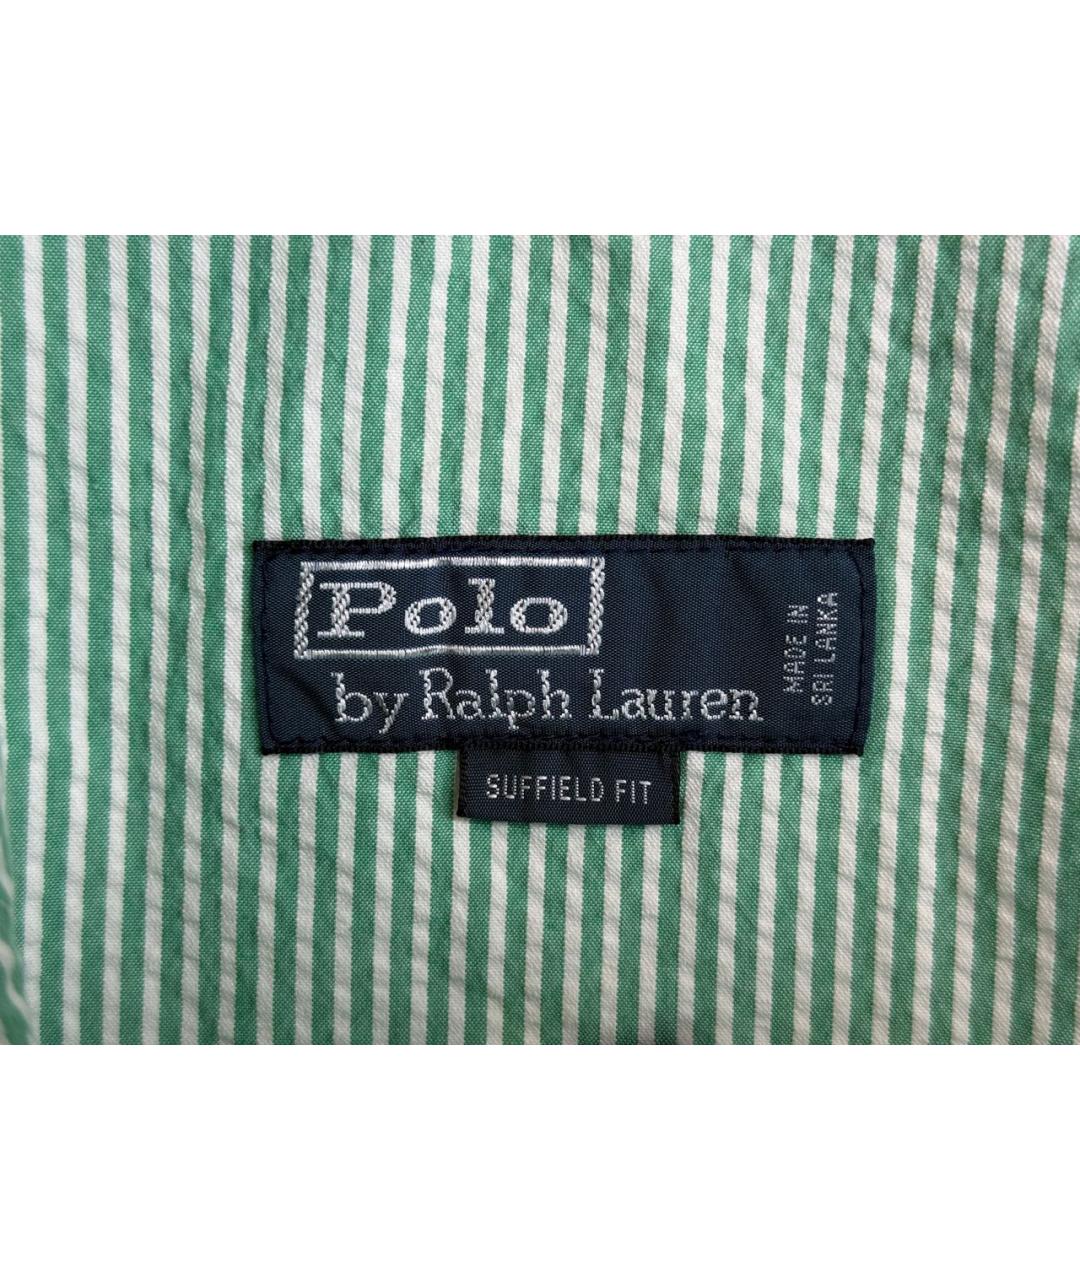 Polo
by Ralph Lauren
MADE IN
SRI LANKA
SUFFIELD FIT